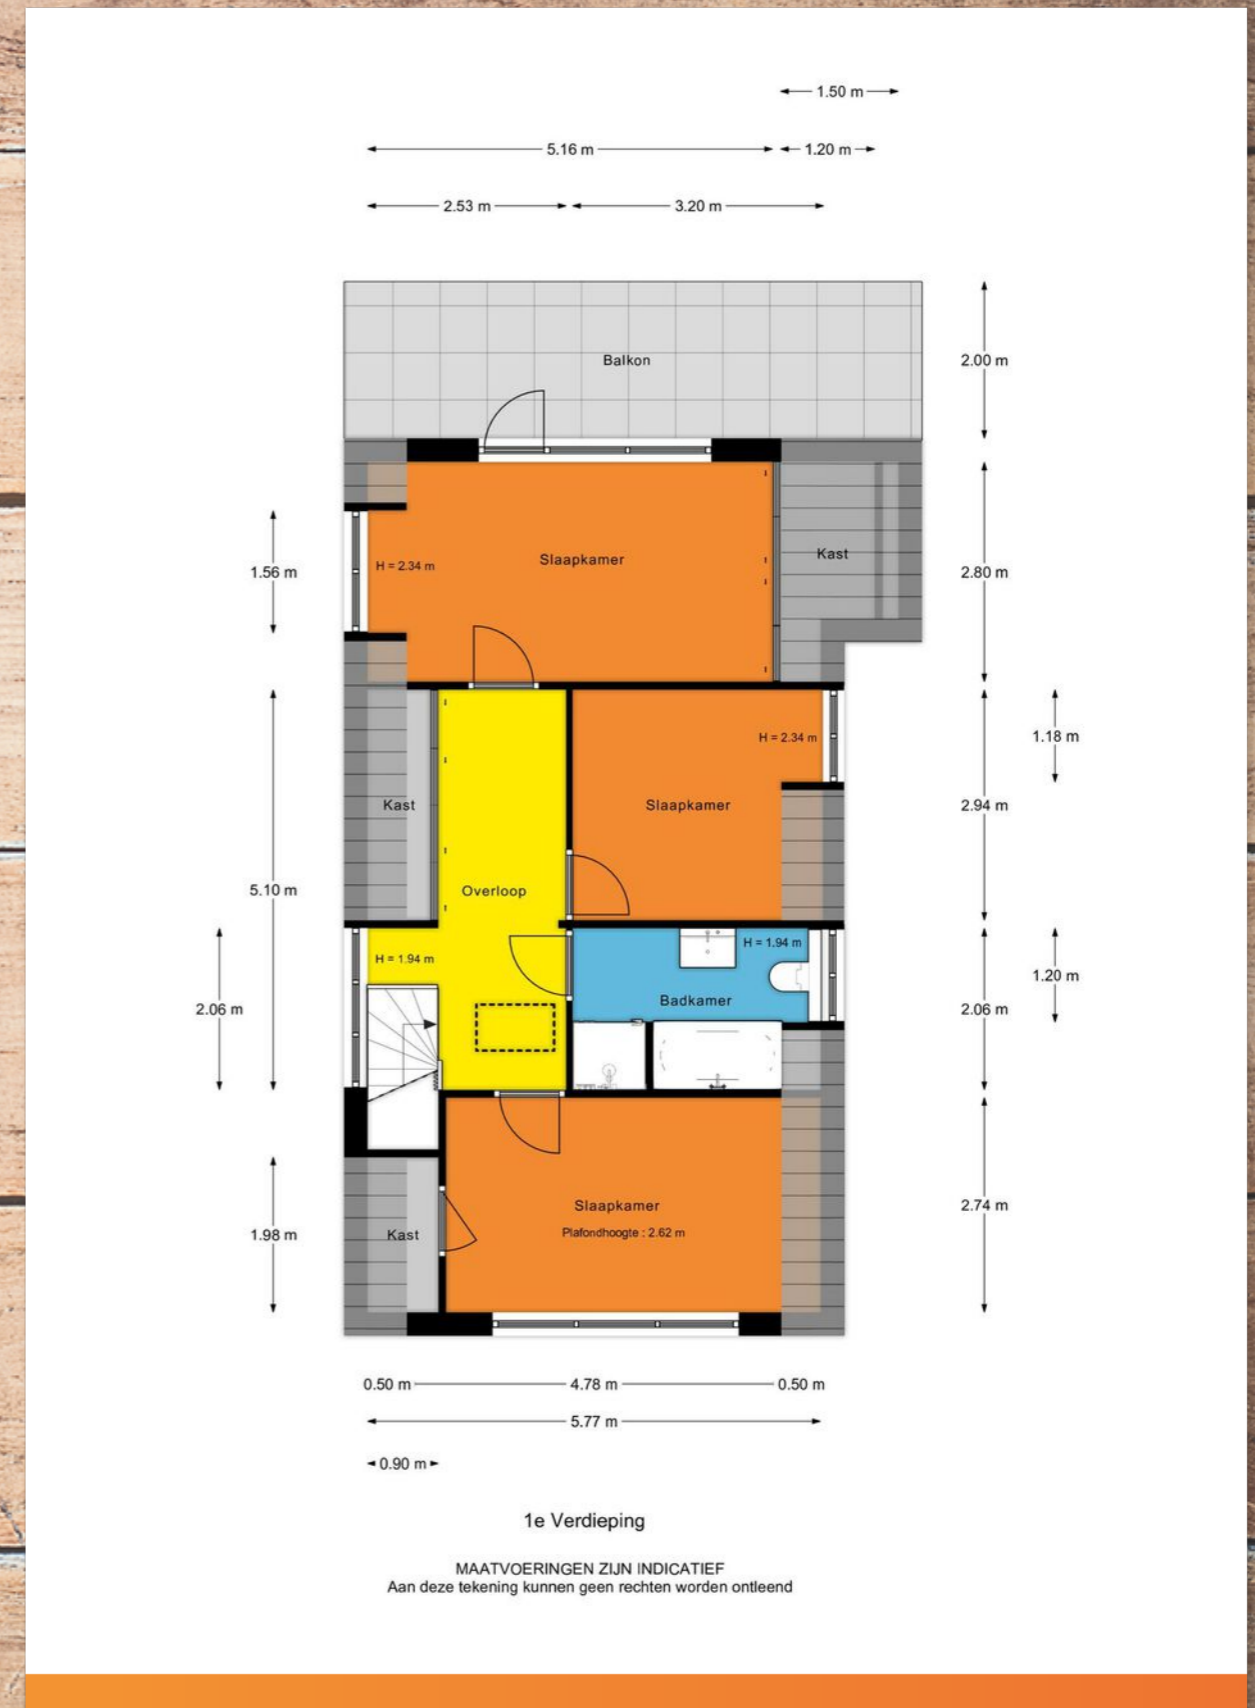 1.50 m
5.16 m
1.20 m
2.53 m
3.20 m
Balkon
2.00 m
Slaapkamer
H = 2.34 m
Kast
1.56 m
2.80 m
H = 2.34 m
1.18 m
Kast
Slaapkamer
2.94 m
5.10 m
Overloop
H = 1.94 m
H = 1.94 m
2.06 m
Badkamer
2.06 m
1.20 m
Slaapkamer
Plafondhoogte : 2.62 m
2.74 m
1.98 m
Kast
0.50 m
4.78 m
0.50 m
5.77 m
0.90 m
1e Verdieping
MAATVOERINGEN ZIJN INDICATIEF
Aan deze tekening kunnen geen rechten worden ontleend